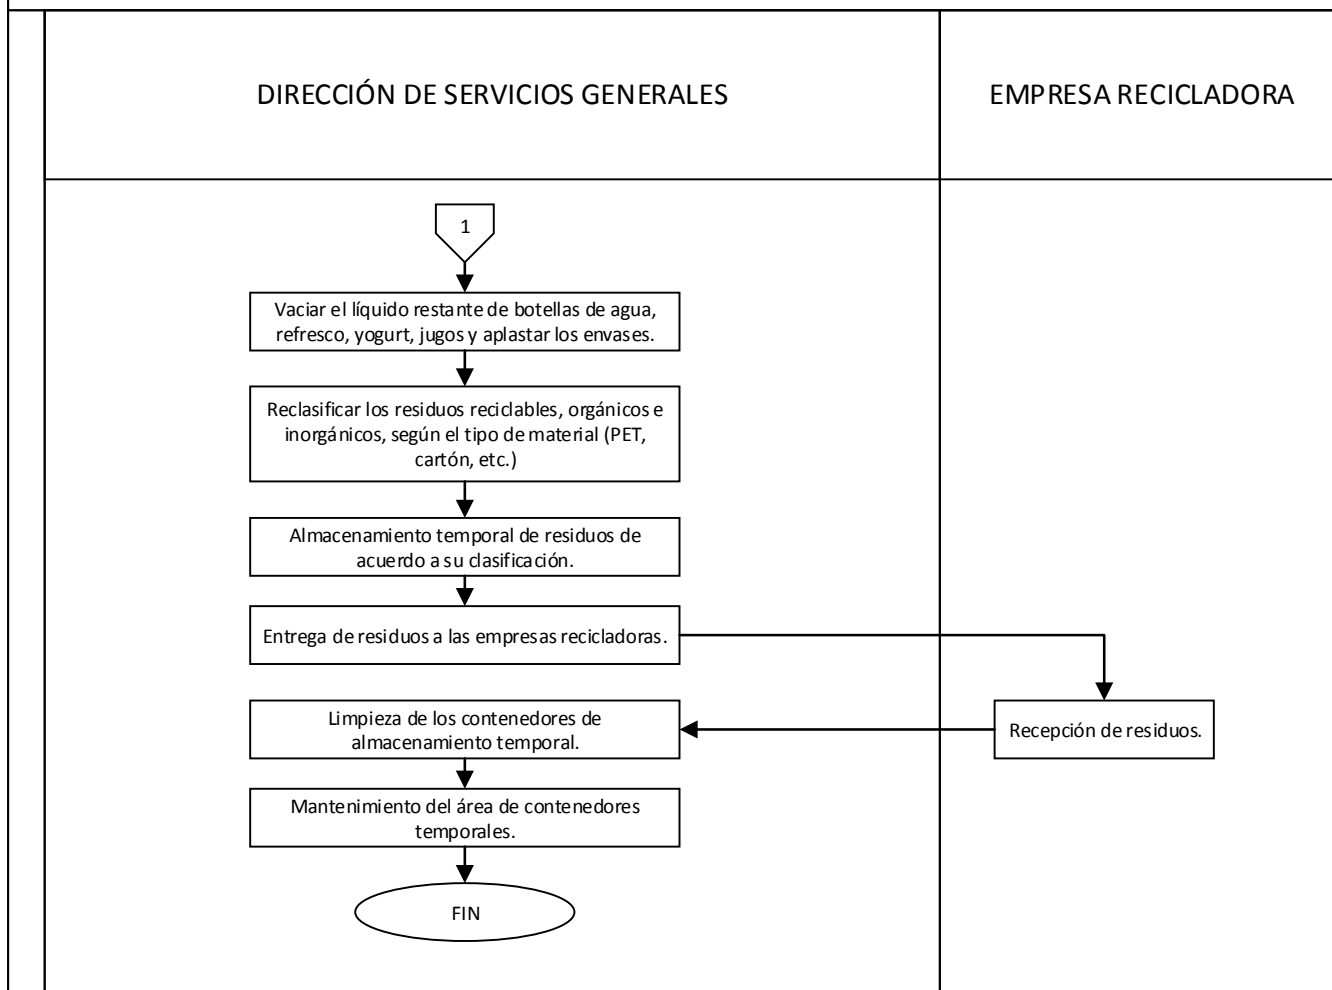 DIRECCIÓN DE SERVICIOS GENERALES
EMPRESA RECICLADORA
1
Vaciar el líquido restante de botellas de agua,
refresco, yogurt, jugos y aplastar los envases.
Reclasificar los residuos reciclables, orgánicos e
inorgánicos, según el tipo de material (PET,
cartón, etc.)
Almacenamiento temporal de residuos de
acuerdo a su clasificación.
Entrega de residuos a las empresas recicladoras.
Limpieza de los contenedores de
almacenamiento temporal.
Recepción de residuos.
Mantenimiento del área de contenedores
temporales.
FIN